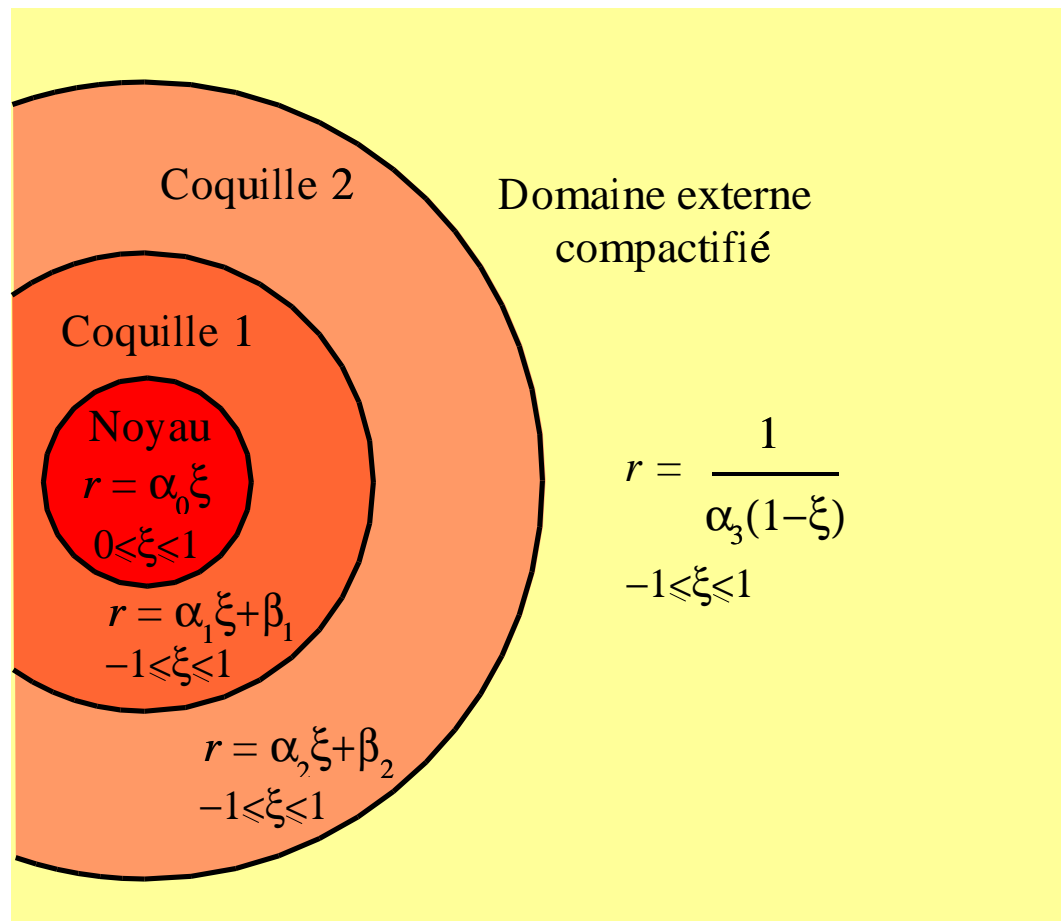 Coquille 2
Domaine externe
compactifié
Coquille 1
Noyau
r = α₀ξ
0⩽ξ⩽1
r = α₁ξ+β₁
−1⩽ξ⩽1
r = α₂ξ+β₂
−1⩽ξ⩽1
r = 1/α₃(1−ξ)
−1⩽ξ⩽1